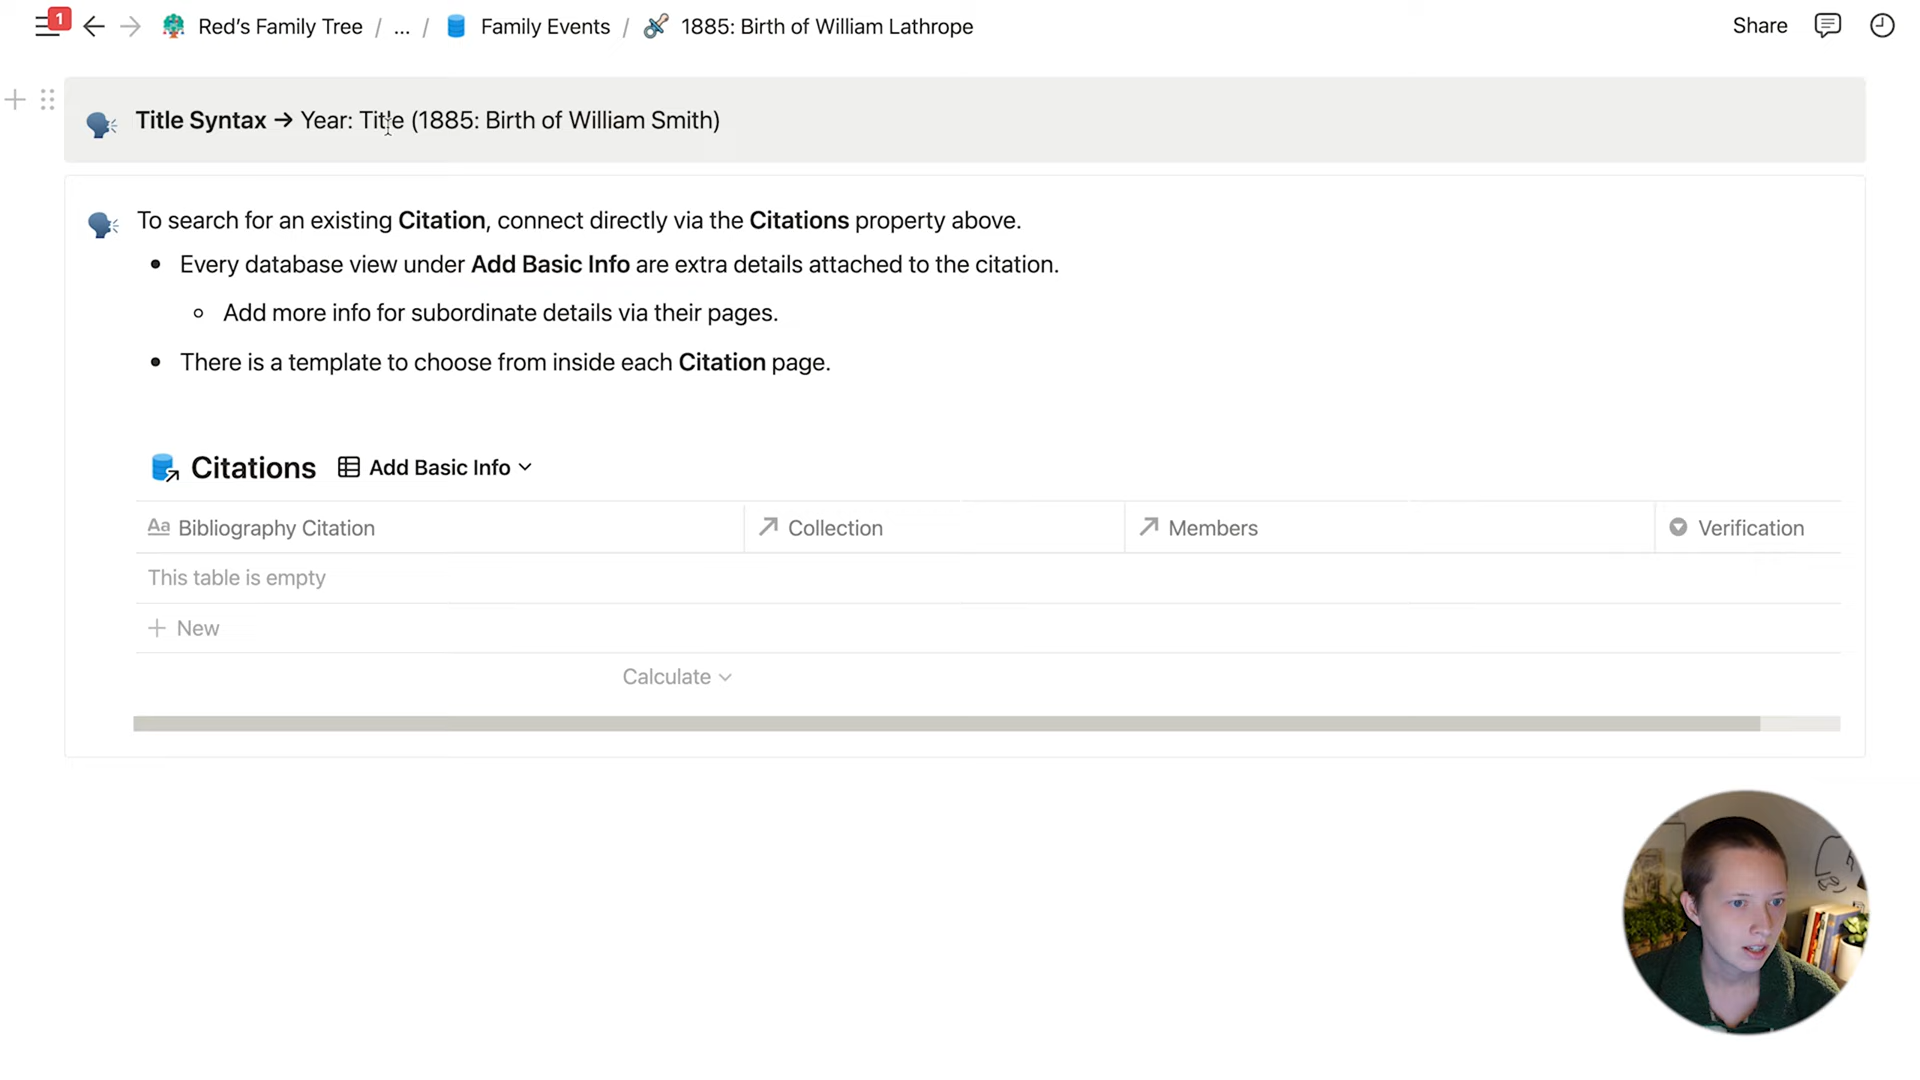 1
Red's Family Tree / ... / Family Events / 1885: Birth of William Lathrope
Share
Title Syntax → Year: Title (1885: Birth of William Smith)
To search for an existing Citation, connect directly via the Citations property above.
• Every database view under Add Basic Info are extra details attached to the citation.
◦ Add more info for subordinate details via their pages.
• There is a template to choose from inside each Citation page.
Citations Add Basic Info
Aa Bibliography Citation Collection Members Verification
This table is empty
+ New
Calculate